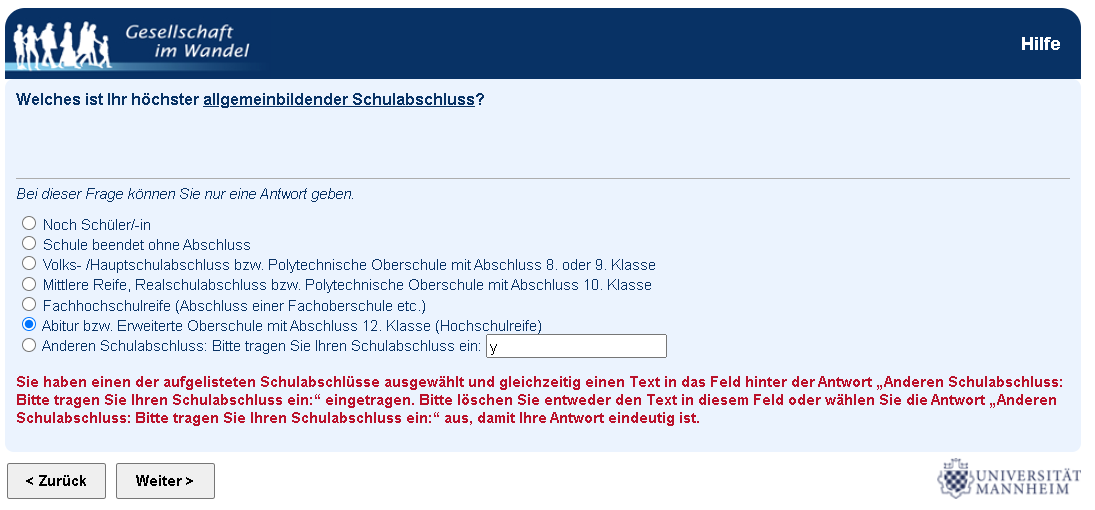 Gesellschaft
im Wandel
Hilfe
Welches ist Ihr höchster allgemeinbildender Schulabschluss?
Bei dieser Frage können Sie nur eine Antwort geben.
Noch Schüler/-in
Schule beendet ohne Abschluss
Volks- /Hauptschulabschluss bzw. Polytechnische Oberschule mit Abschluss 8. oder 9. Klasse
Mittlere Reife, Realschulabschluss bzw. Polytechnische Oberschule mit Abschluss 10. Klasse
Fachhochschulreife (Abschluss einer Fachoberschule etc.)
Abitur bzw. Erweiterte Oberschule mit Abschluss 12. Klasse (Hochschulreife)
Anderen Schulabschluss: Bitte tragen Sie Ihren Schulabschluss ein: y
Sie haben einen der aufgelisteten Schulabschlüsse ausgewählt und gleichzeitig einen Text in das Feld hinter der Antwort „Anderen Schulabschluss:
Bitte tragen Sie Ihren Schulabschluss ein:“ eingetragen. Bitte löschen Sie entweder den Text in diesem Feld oder wählen Sie die Antwort „Anderen
Schulabschluss: Bitte tragen Sie Ihren Schulabschluss ein:“ aus, damit Ihre Antwort eindeutig ist.
< Zurück
Weiter >
UNIVERSITÄT
MANNHEIM